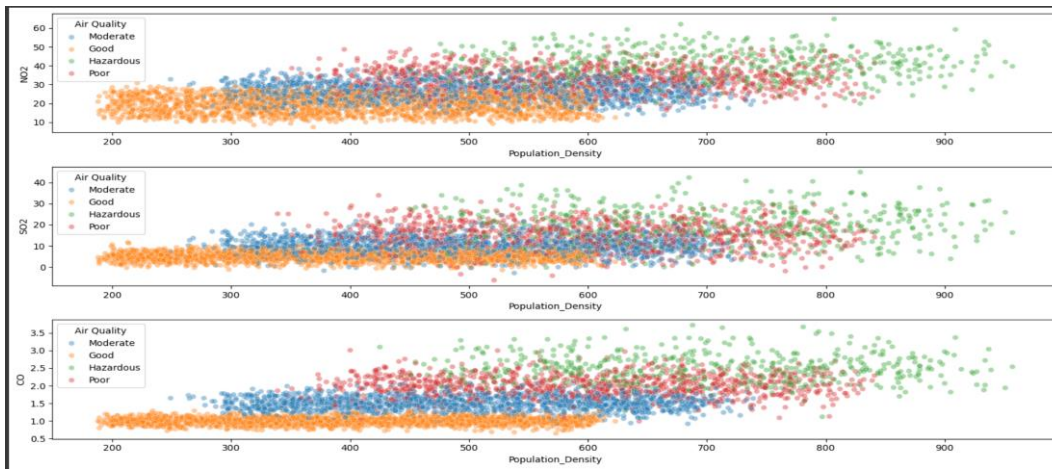 Air Quality
Moderate
Good
Hazardous
Poor
NO2
60
50
40
30
20
10
200 300 400 500 600 700 800 900
Population_Density
Air Quality
Moderate
Good
Hazardous
Poor
SO2
40
30
20
10
0
200 300 400 500 600 700 800 900
Population_Density
Air Quality
Moderate
Good
Hazardous
Poor
CO
3.5
3.0
2.5
2.0
1.5
1.0
0.5
200 300 400 500 600 700 800 900
Population_Density